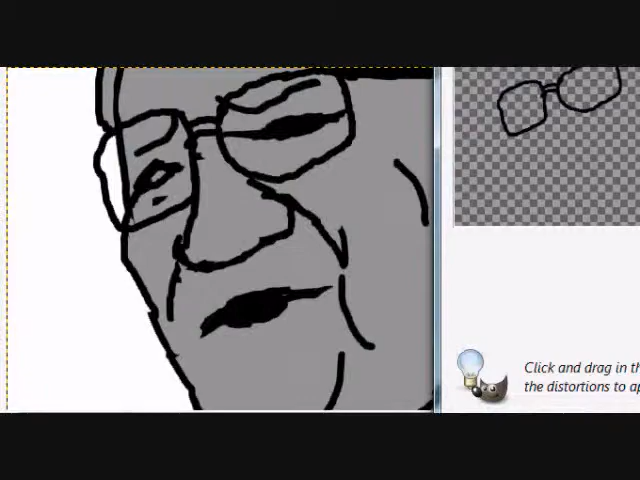 Click and drag in th
the distortions to ap